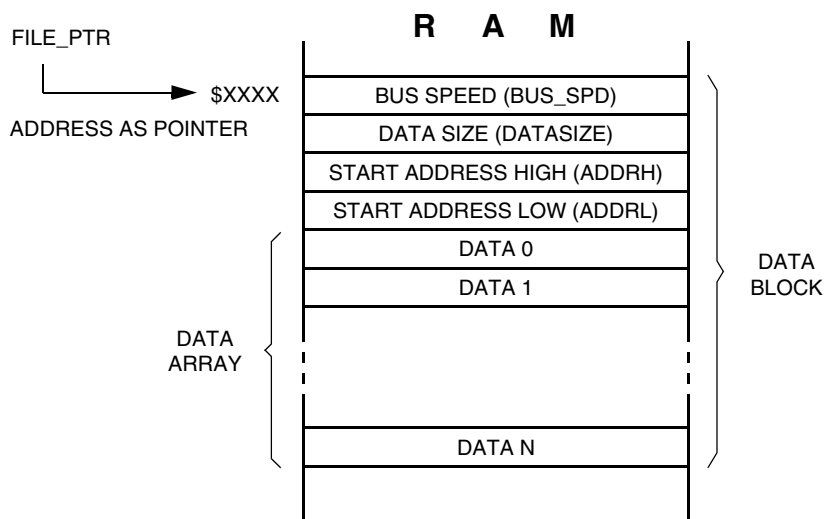 R A M
FILE_PTR
$XXXX
ADDRESS AS POINTER
BUS SPEED (BUS_SPD)
DATA SIZE (DATASIZE)
START ADDRESS HIGH (ADDRH)
START ADDRESS LOW (ADDRL)
DATA 0
DATA 1
DATA
BLOCK
DATA
ARRAY
DATA N